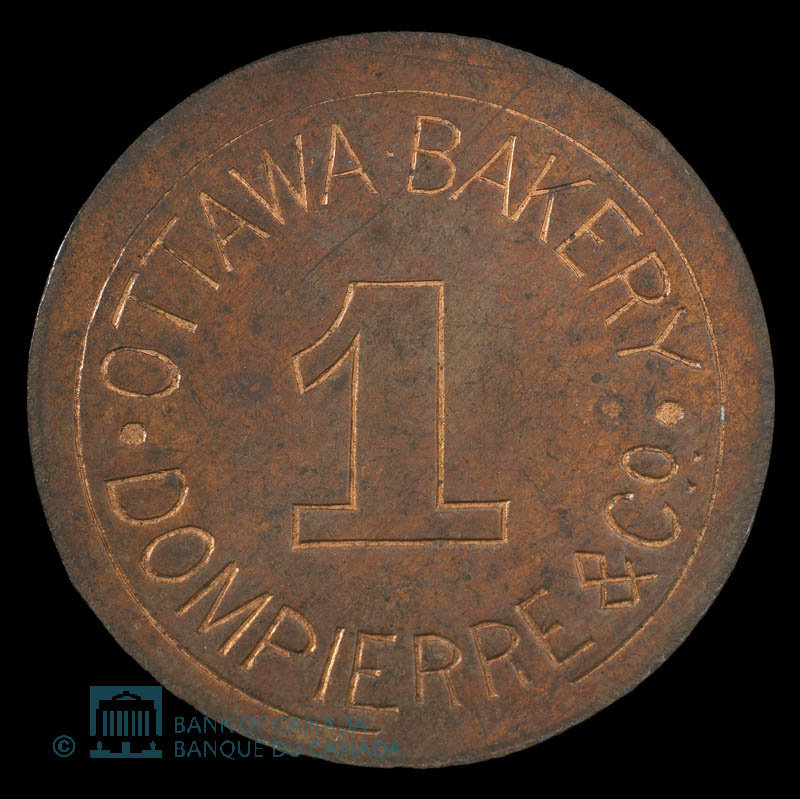 OTTAWA BAKERY
1
DOMPIERRE & Co.
© BANK OF CANADA
BANQUE DU CANADA